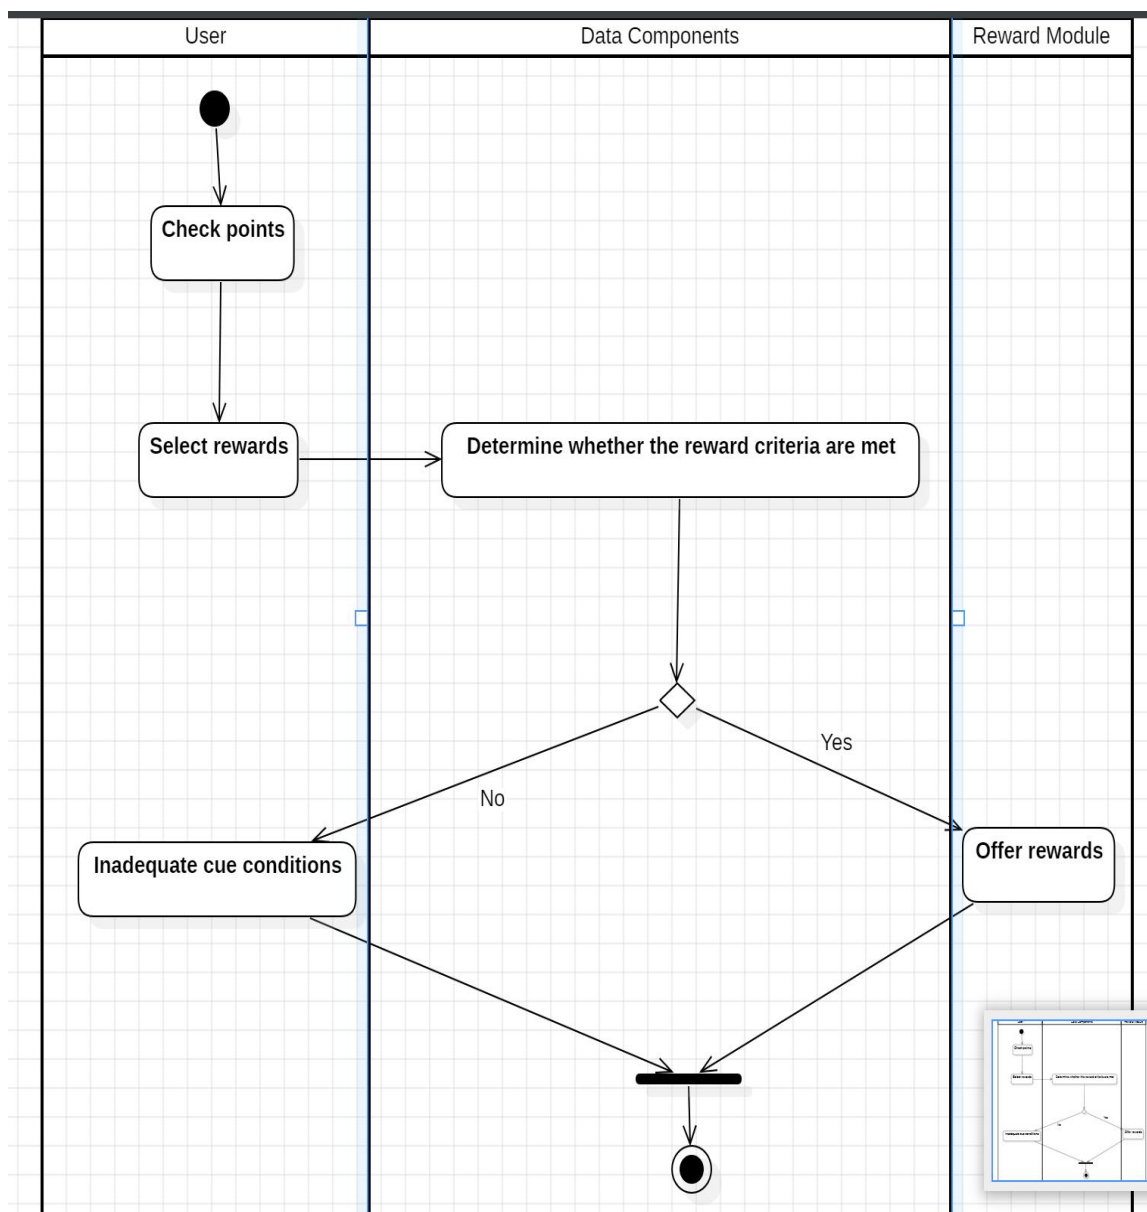 User
Data Components
Reward Module
Check points
Select rewards
Determine whether the reward criteria are met
Yes
No
Inadequate cue conditions
Offer rewards